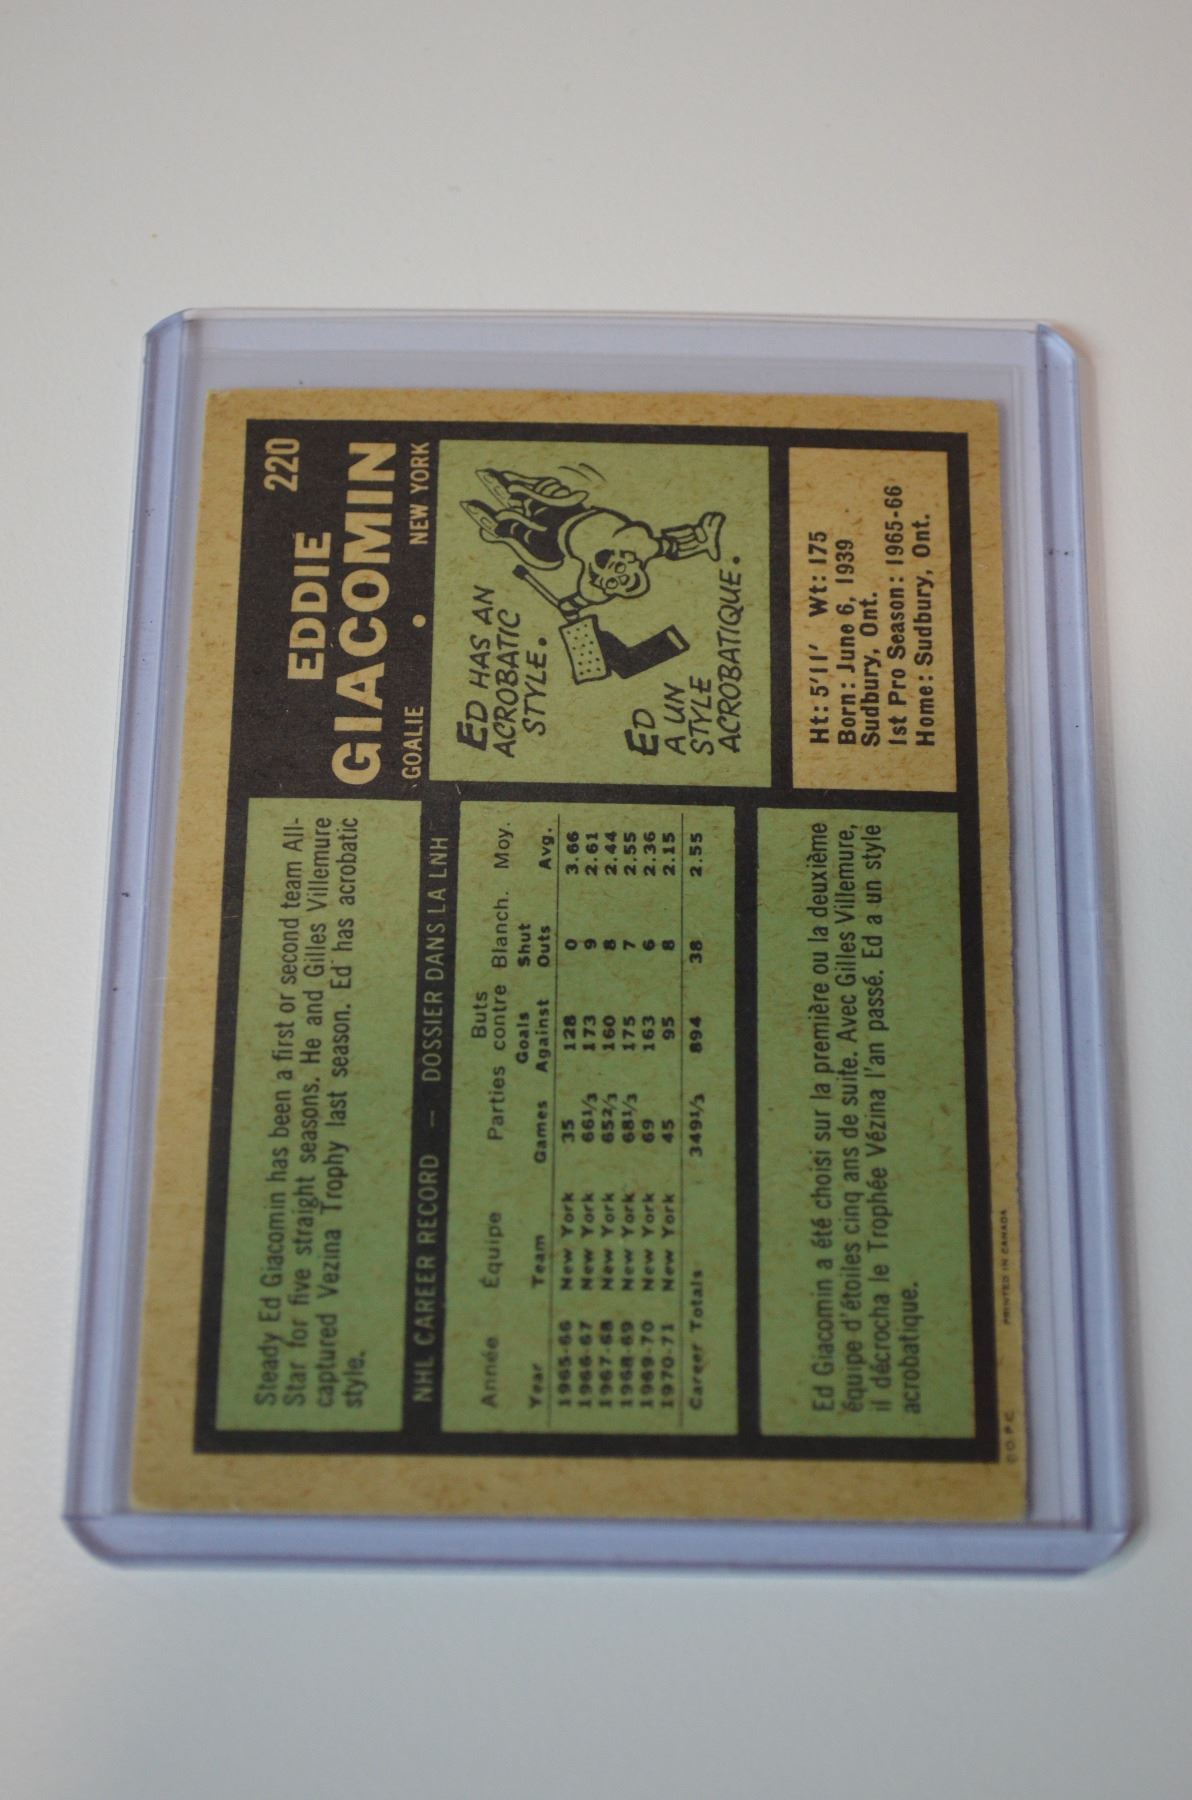 220
EDDIE
GIACOMIN
GOALIE • NEW YORK
Steady Ed Giacomin has been a first or second team All-
Star for five straight seasons. He and Gilles Villemure
captured Vezina Trophy last season. Ed has acrobatic
style.
ED HAS AN
ACROBATIC
STYLE.
ED
A UN
STYLE
ACROBATIQUE.
NHL CAREER RECORD — DOSSIER DANS LA LNH
Année Équipe Parties Buts contre Blanch. Moy.
Year Team Games Goals Against Shut Outs Avg.
1965-66 New York 35 128 0 3.66
1966-67 New York 66 1/3 173 9 2.61
1967-68 New York 65 2/3 160 8 2.44
1968-69 New York 68 1/3 175 7 2.55
1969-70 New York 69 163 6 2.36
1970-71 New York 45 95 8 2.15
Career Totals 349 1/3 894 38 2.55
Ht: 5'11' Wt: 175
Born: June 6, 1939
Sudbury, Ont.
1st Pro Season: 1965-66
Home: Sudbury, Ont.
Ed Giacomin a été choisi sur la première ou la deuxième
équipe d'étoiles cinq ans de suite. Avec Gilles Villemure,
il décrocha le Trophée Vézina l'an passé. Ed a un style
acrobatique.
© O.P.C. PRINTED IN CANADA